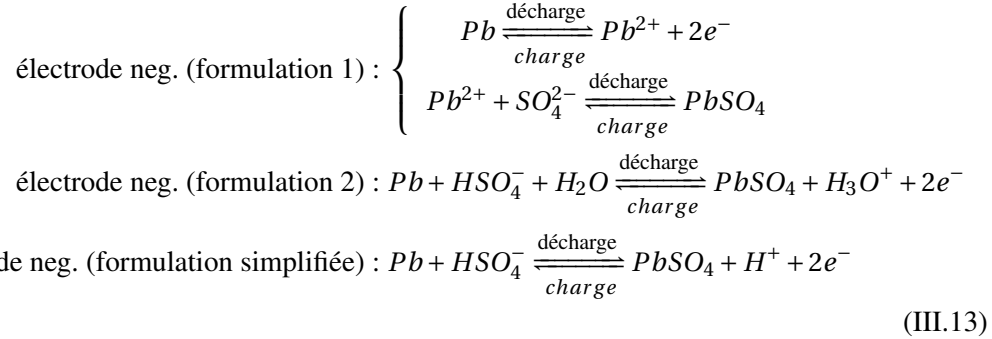 décharge
électrode neg. (formulation 1) : { Pb ⇌ Pb²⁺ + 2e⁻
charge
décharge
Pb²⁺ + SO₄²⁻ ⇌ PbSO₄
charge
décharge
électrode neg. (formulation 2) : Pb + HSO₄⁻ + H₂O ⇌ PbSO₄ + H₃O⁺ + 2e⁻
charge
décharge
de neg. (formulation simplifiée) : Pb + HSO₄⁻ ⇌ PbSO₄ + H⁺ + 2e⁻
charge
(III.13)